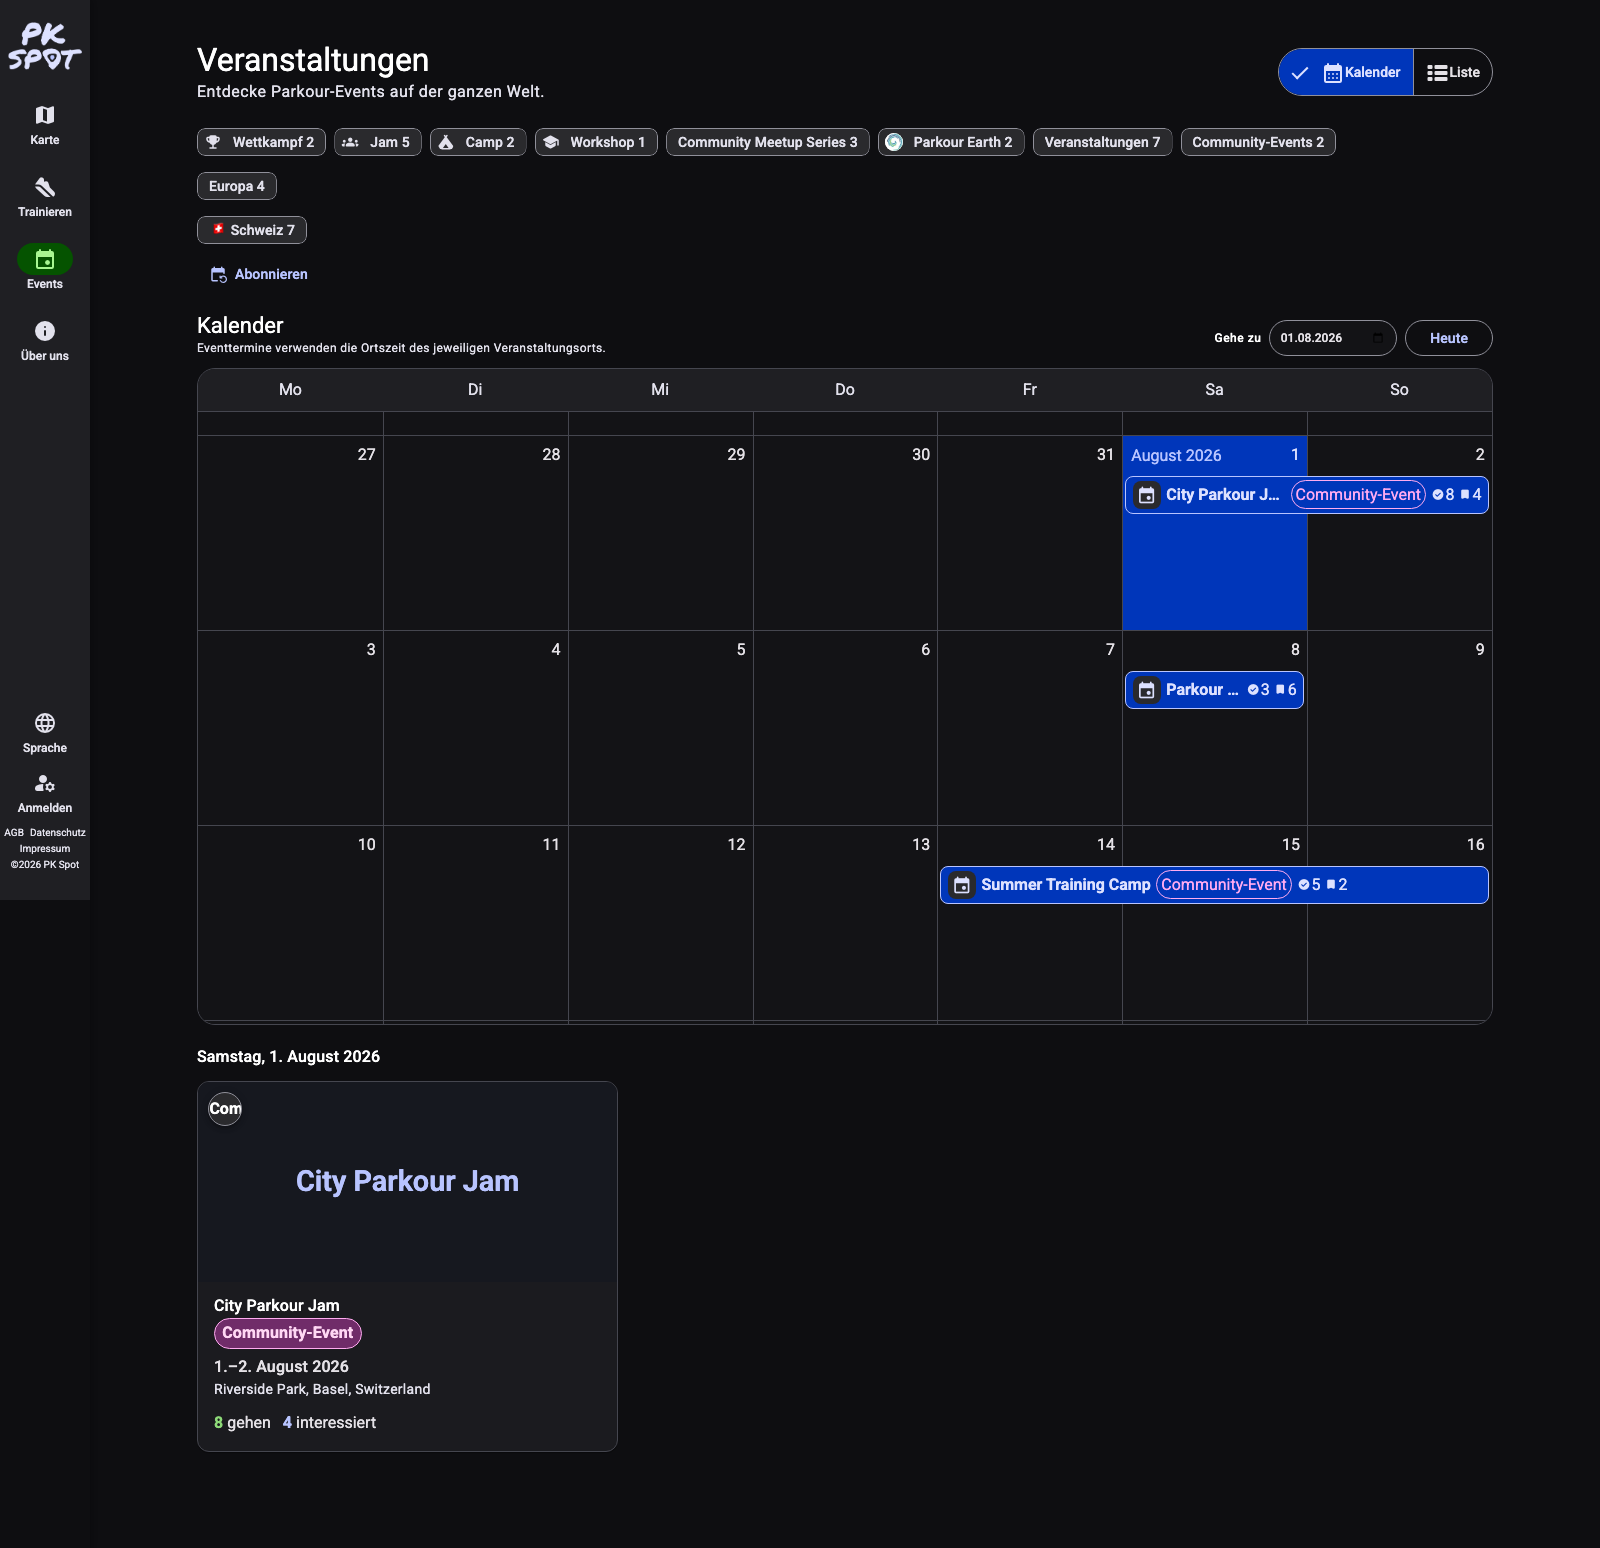 PK
SPOT
Karte
Trainieren
Events
Über uns
Sprache
Anmelden
AGB Datenschutz
Impressum
©2026 PK Spot
Veranstaltungen
Entdecke Parkour-Events auf der ganzen Welt.
Kalender
Liste
Wettkampf 2
Jam 5
Camp 2
Workshop 1
Community Meetup Series 3
Parkour Earth 2
Veranstaltungen 7
Community-Events 2
Europa 4
Schweiz 7
Abonnieren
Kalender
Eventtermine verwenden die Ortszeit des jeweiligen Veranstaltungsorts.
Gehe zu
01.08.2026
Heute
Mo Di Mi Do Fr Sa So
27 28 29 30 31 August 2026 1 2
City Parkour J... Community-Event 8 4
3 4 5 6 7 8 9
Parkour ... 3 6
10 11 12 13 14 15 16
Summer Training Camp Community-Event 5 2
Samstag, 1. August 2026
Com
City Parkour Jam
City Parkour Jam
Community-Event
1.–2. August 2026
Riverside Park, Basel, Switzerland
8 gehen 4 interessiert